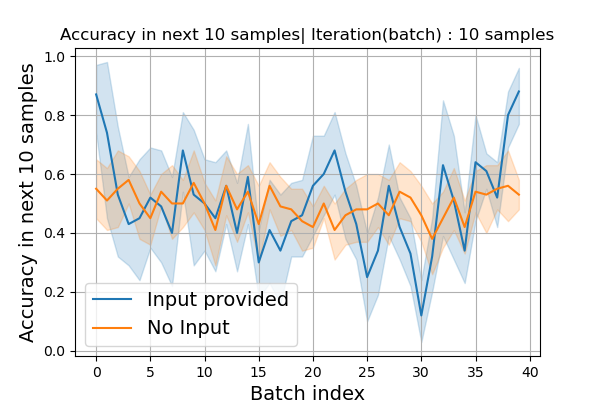 Accuracy in next 10 samples| Iteration(batch) : 10 samples
Accuracy in next 10 samples
1.0
0.8
0.6
0.4
0.2
0.0
Input provided
No Input
0 5 10 15 20 25 30 35 40
Batch index